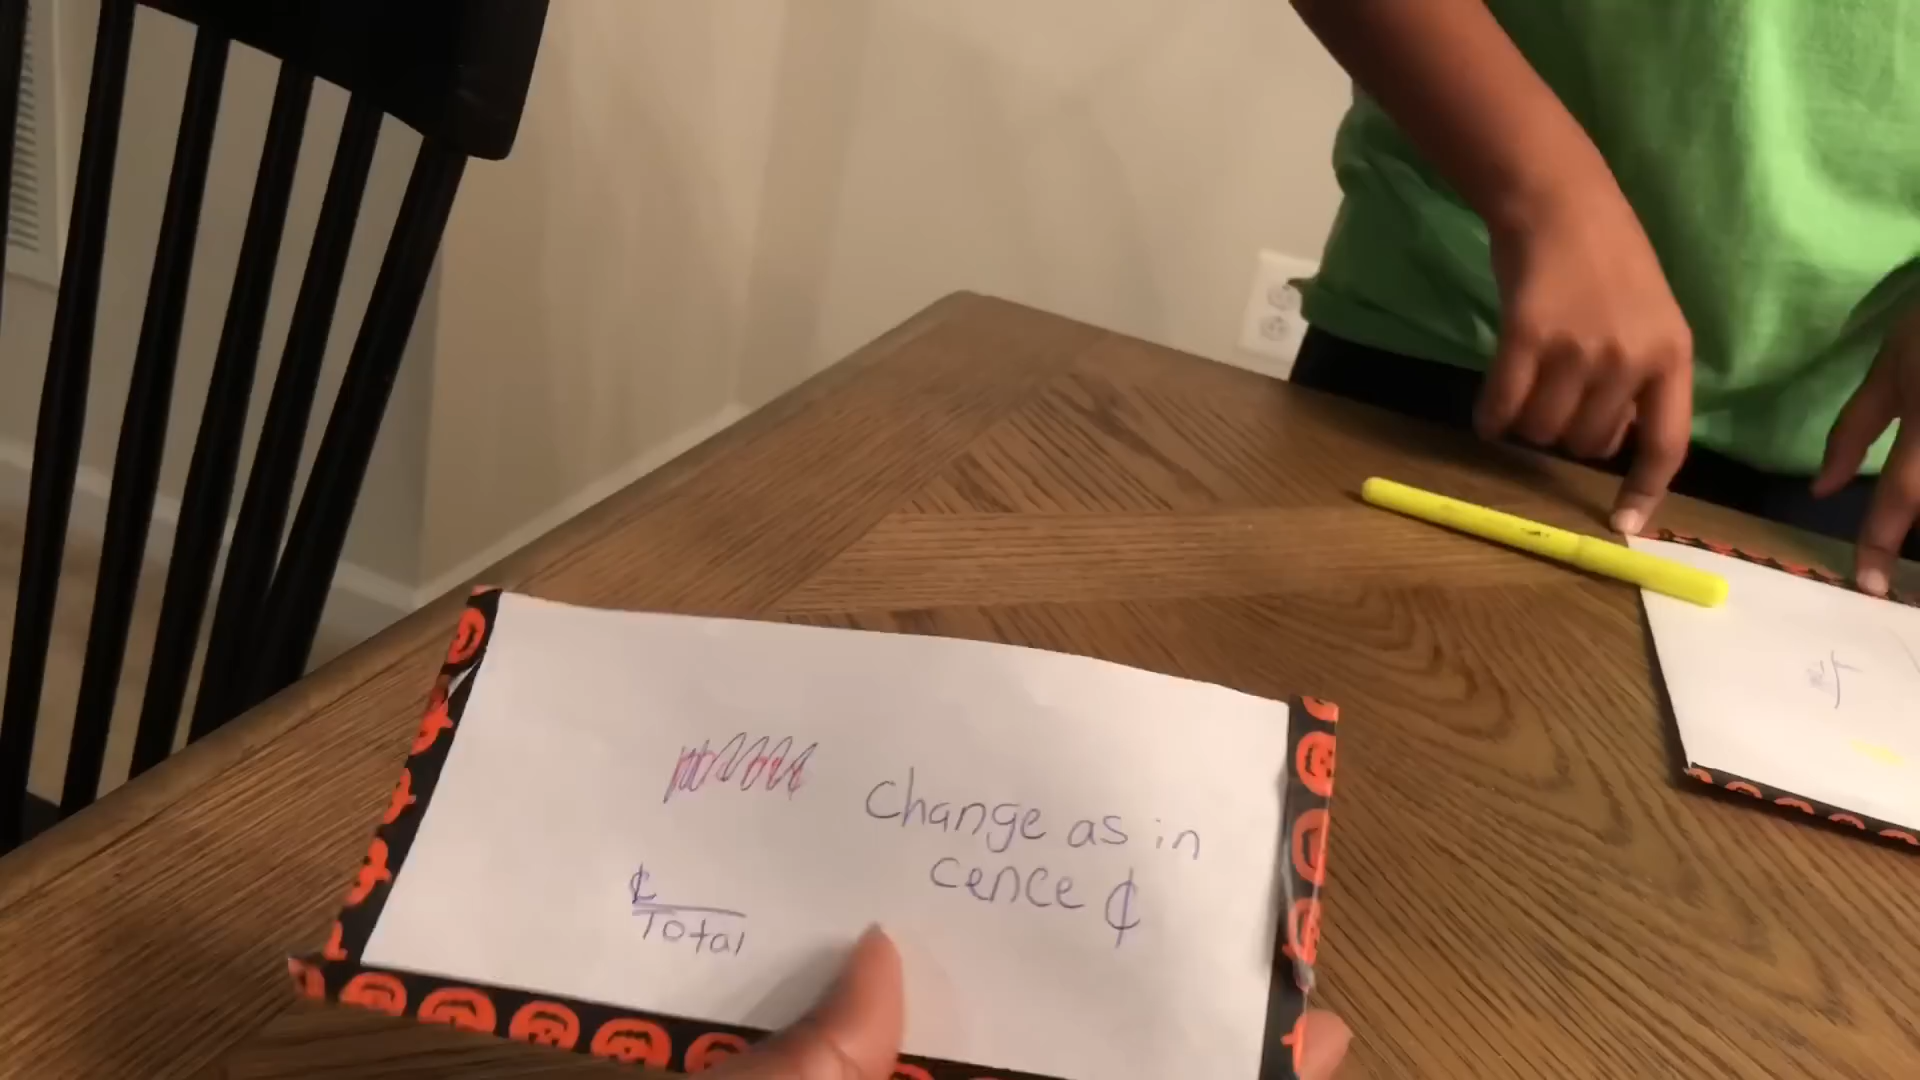 Change as in
cence ¢
¢
Total